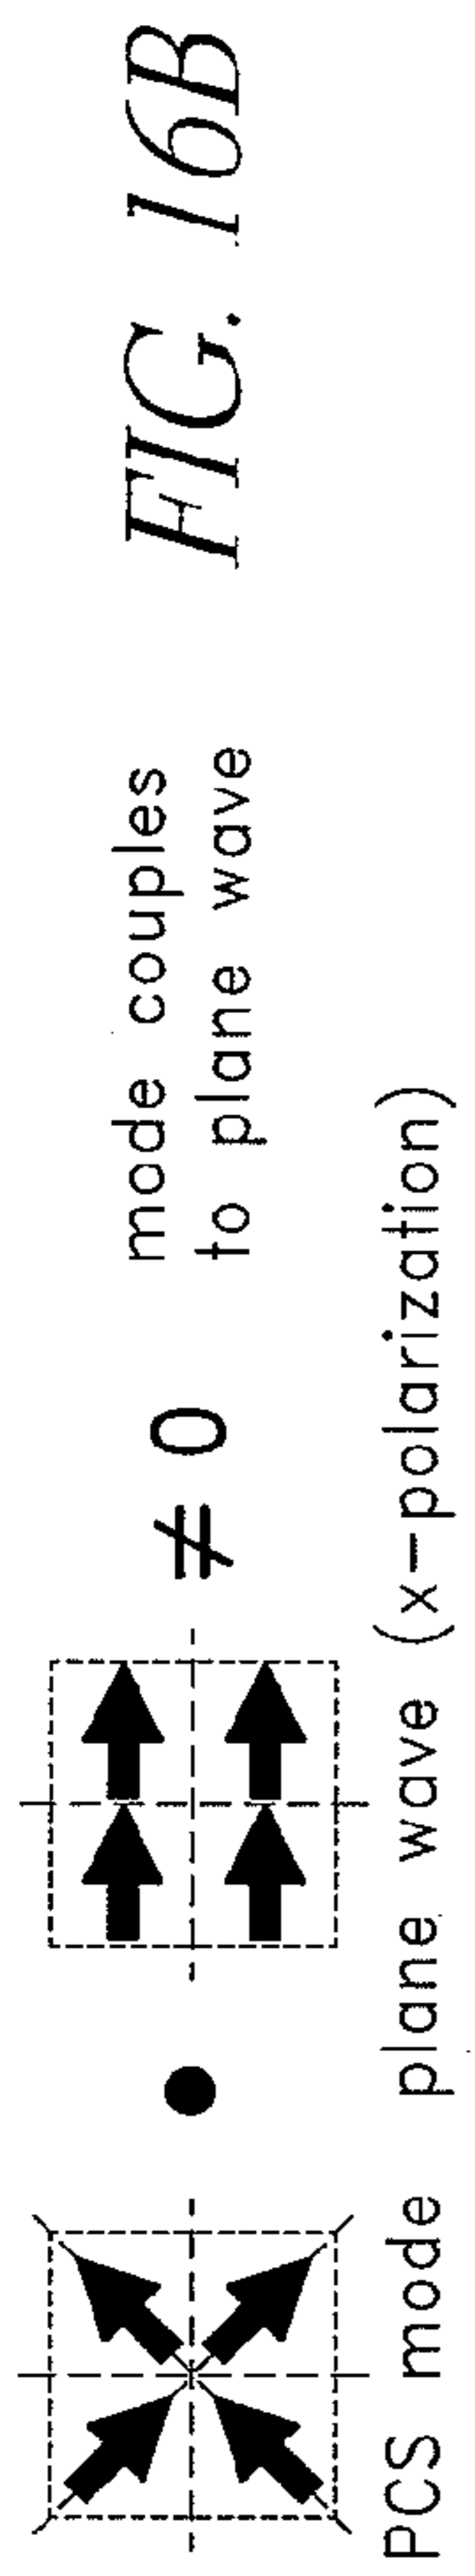 ≠ 0
mode couples
to plane wave
PCS mode
plane wave (x-polarization)
FIG. 16B